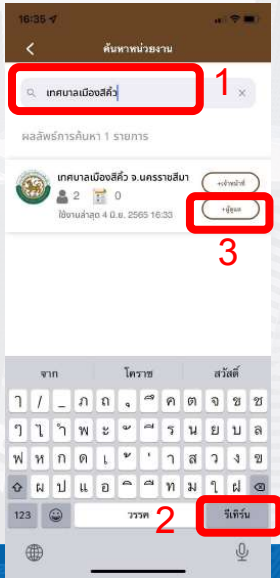 16:35
ค้นหาหน่วยงาน
เทศบาลเมืองสีคิ้ว
1
ผลลัพธ์การค้นหา 1 รายการ
เทศบาลเมืองสีคิ้ว จ.นครราชสีมา
+เจ้าหน้าที่
2 0
ใช้งานล่าสุด 4 มิ.ย. 2565 16:33
+ผู้ดูแล
3
จาก โคราช สวัสดี
ๅ / _ ภ ถ ุ ึ ค ต จ ข ช
ๆ ไ ำ พ ะ ั ี ร น ย บ ล
ฟ ห ก ด เ ้ ่ า ส ว ง ฃ
ผ ป แ อ ิ ื ท ม ใ ฝ
123 วรรค 2 รีเทิร์น